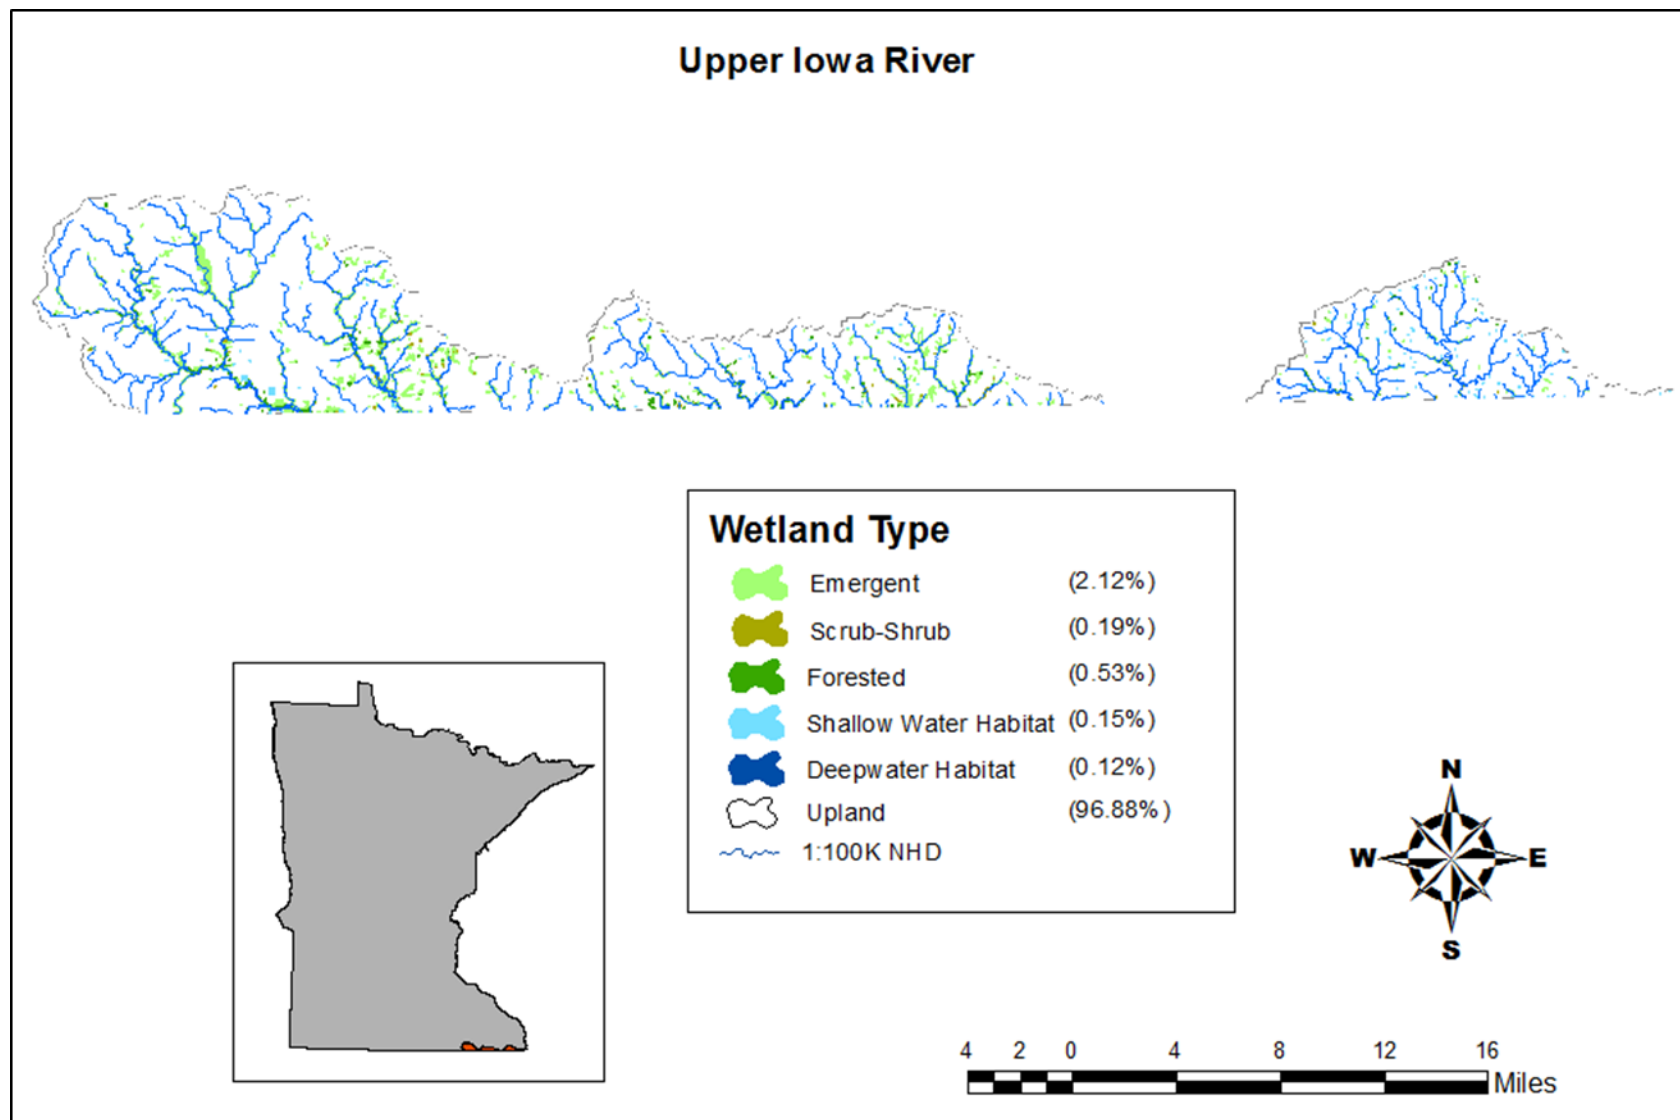 Upper Iowa River
Wetland Type
Emergent (2.12%)
Scrub-Shrub (0.19%)
Forested (0.53%)
Shallow Water Habitat (0.15%)
Deepwater Habitat (0.12%)
Upland (96.88%)
1:100K NHD
N
W E
S
4 2 0 4 8 12 16
Miles